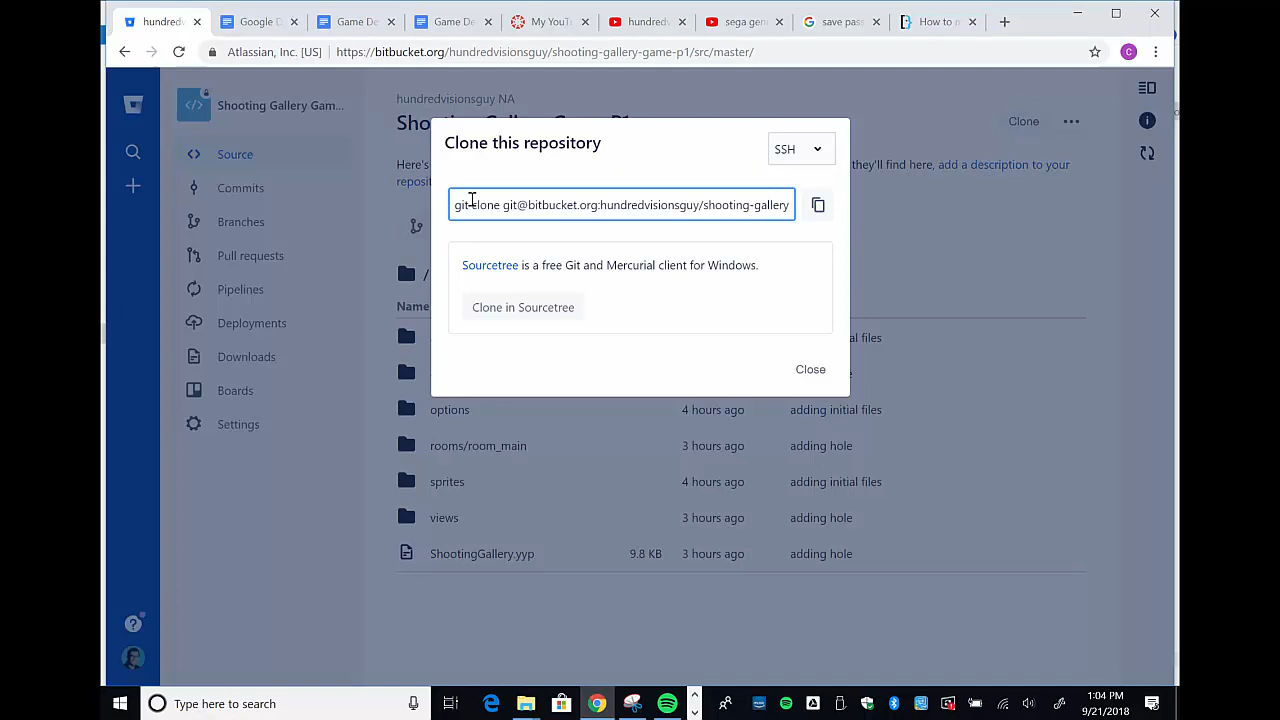 hundred
Google D
Game De
Game De
My YouT
hundredv
sega gen
save pas
How to m
Atlassian, Inc. [US]
https://bitbucket.org/hundredvisionsguy/shooting-gallery-game-p1/src/master/
Shooting Gallery Gam...
Source
Commits
Branches
Pull requests
Pipelines
Deployments
Downloads
Boards
Settings
hundredvisionsguy NA
Clone
Here's
they'll find here, add a description to your
Clone this repository
SSH
git clone git@bitbucket.org:hundredvisionsguy/shooting-gallery
Sourcetree is a free Git and Mercurial client for Windows.
Clone in Sourcetree
Close
/
Name
options 4 hours ago adding initial files
rooms/room_main 3 hours ago adding hole
sprites 4 hours ago adding initial files
views 3 hours ago adding hole
ShootingGallery.yyp 9.8 KB 3 hours ago adding hole
Type here to search
1:04 PM
9/21/2018